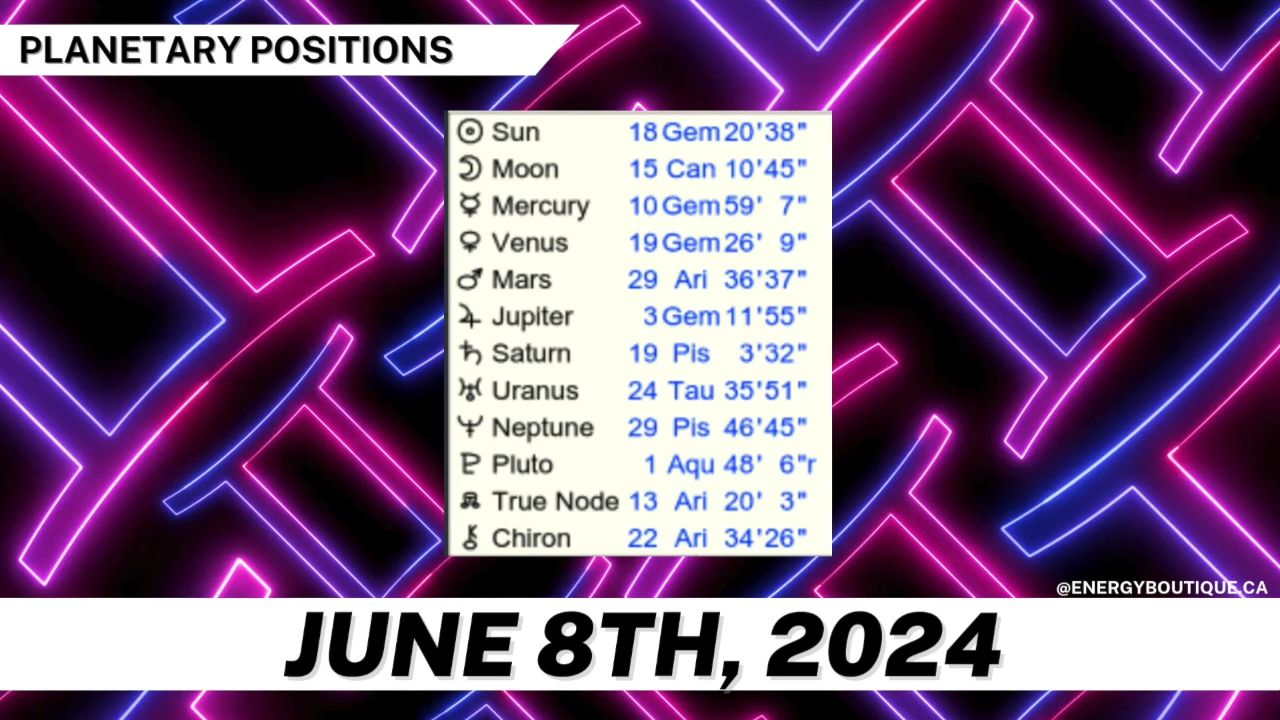 PLANETARY POSITIONS
Sun 18 Gem 20'38"
Moon 15 Can 10'45"
Mercury 10 Gem 59' 7"
Venus 19 Gem 26' 9"
Mars 29 Ari 36'37"
Jupiter 3 Gem 11'55"
Saturn 19 Pis 3'32"
Uranus 24 Tau 35'51"
Neptune 29 Pis 46'45"
Pluto 1 Aqu 48' 6"r
True Node 13 Ari 20' 3"
Chiron 22 Ari 34'26"
@ENERGYBOUTIQUE.CA
JUNE 8TH, 2024